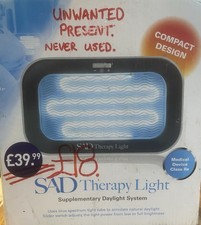 UNWANTED
PRESENT.
NEVER USED.
COMPACT
DESIGN
£39.99
£18.
Medical
Device
Class IIa
SAD Therapy Light
Supplementary Daylight System